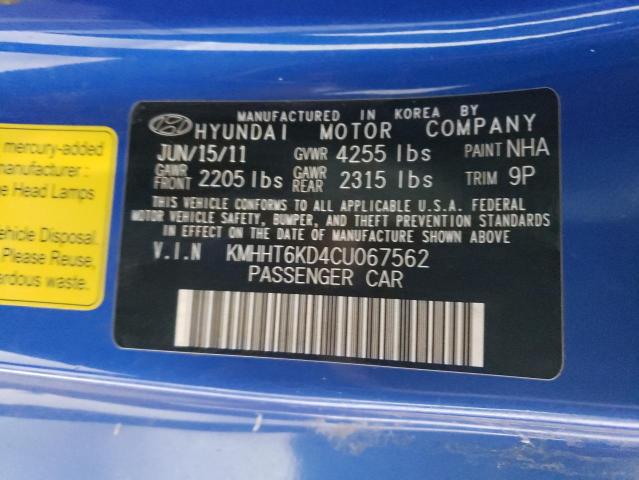 mercury-added
manufacturer :
Head Lamps
Vehicle Disposal.
Please Reuse,
waste.
MANUFACTURED IN KOREA BY
HYUNDAI MOTOR COMPANY
JUN/15/11 GVWR 4255 lbs PAINT NHA
GAWR FRONT 2205 lbs GAWR REAR 2315 lbs TRIM 9P
THIS VEHICLE CONFORMS TO ALL APPLICABLE U.S.A. FEDERAL
MOTOR VEHICLE SAFETY, BUMPER, AND THEFT PREVENTION STANDARDS
IN EFFECT ON THE DATE OF MANUFACTURE SHOWN ABOVE.
V.I.N KMHHT6KD4CU067562
PASSENGER CAR